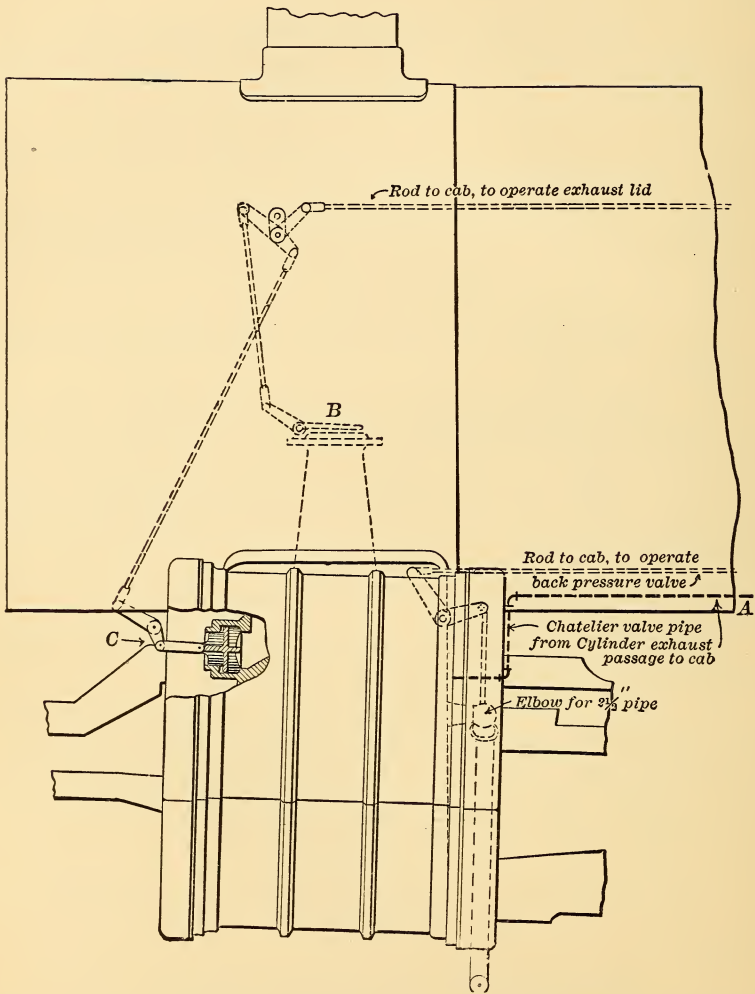 Rod to cab, to operate exhaust lid
B
Rod to cab, to operate
back pressure valve
A
C
Chatelier valve pipe
from Cylinder exhaust
passage to cab
Elbow for 2½" pipe